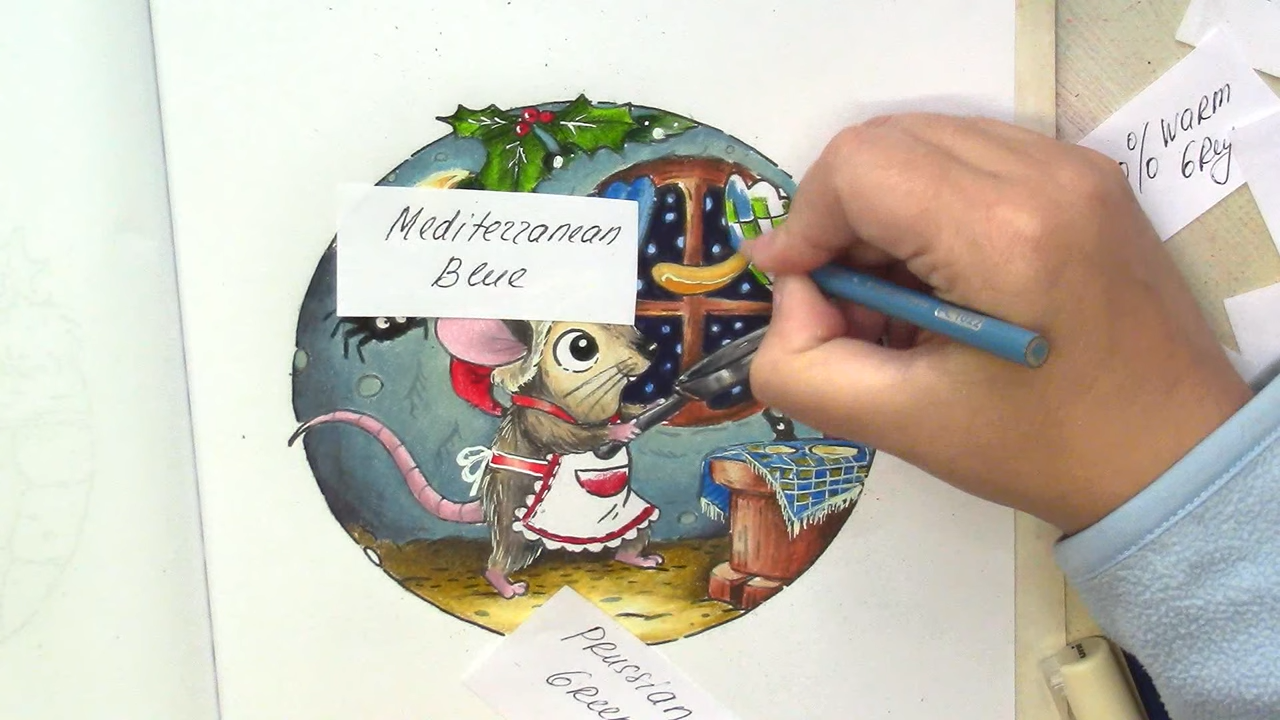 Mediterranean
Blue
% WARM
% Grey
Prussian
Green